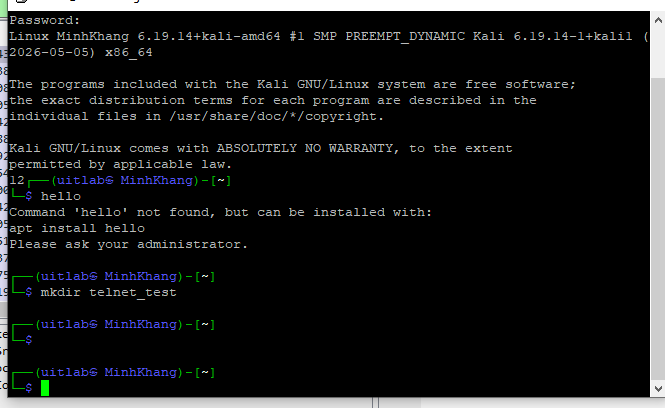 Password:
Linux MinhKhang 6.19.14+kali-amd64 #1 SMP PREEMPT_DYNAMIC Kali 6.19.14-1+kali1 (
2026-05-05) x86_64
The programs included with the Kali GNU/Linux system are free software;
the exact distribution terms for each program are described in the
individual files in /usr/share/doc/*/copyright.
Kali GNU/Linux comes with ABSOLUTELY NO WARRANTY, to the extent
permitted by applicable law.
l2┌──(uitlab㉿ MinhKhang)-[~]
└─$ hello
Command 'hello' not found, but can be installed with:
apt install hello
Please ask your administrator.
┌──(uitlab㉿ MinhKhang)-[~]
└─$ mkdir telnet_test
┌──(uitlab㉿ MinhKhang)-[~]
└─$
┌──(uitlab㉿ MinhKhang)-[~]
└─$